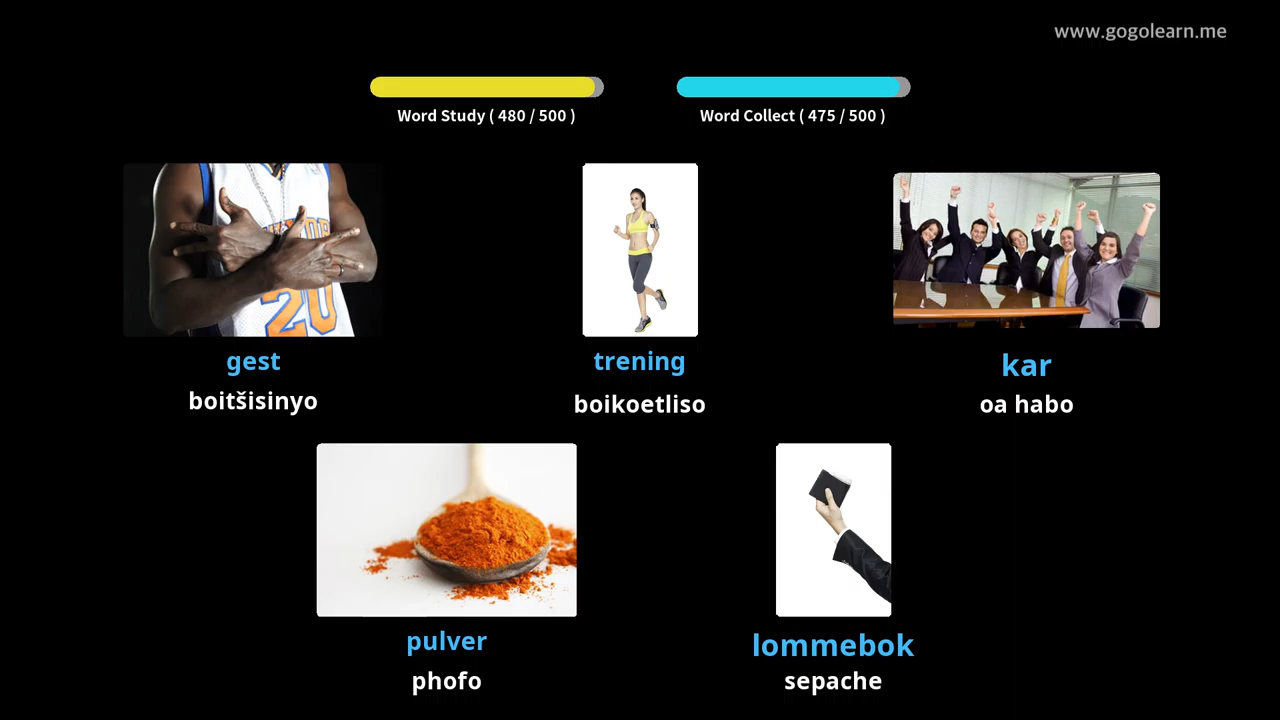 www.gogolearn.me
Word Study ( 480 / 500 )
Word Collect ( 475 / 500 )
20
gest
boitšisinyo
trening
boikoetliso
kar
oa habo
pulver
phofo
lommebok
sepache